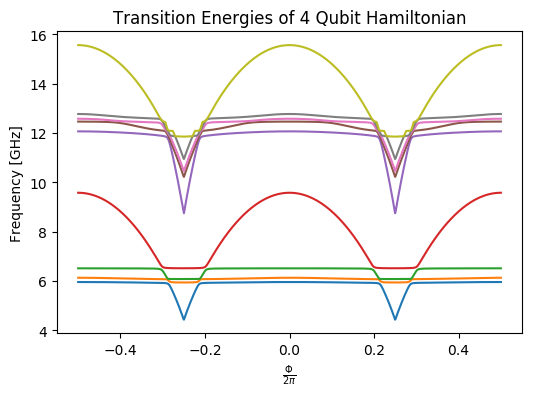 Transition Energies of 4 Qubit Hamiltonian
Frequency [GHz]
16
14
12
10
8
6
4
−0.4 −0.2 0.0 0.2 0.4
Φ
2π